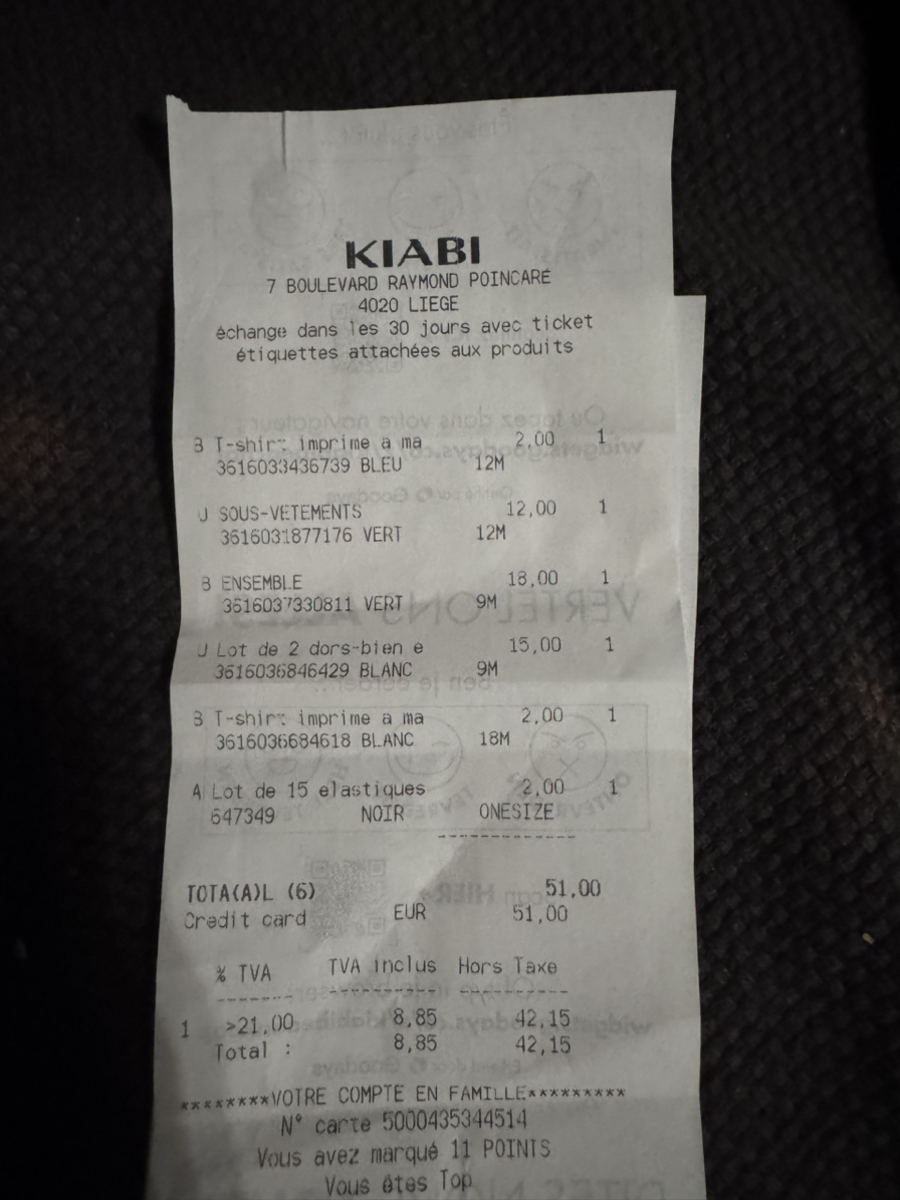 KIABI
7 BOULEVARD RAYMOND POINCARE
4020 LIEGE
échange dans les 30 jours avec ticket
étiquettes attachées aux produits
B T-shirt imprime a ma 2,00 1
3616033436739 BLEU 12M
U SOUS-VETEMENTS 12,00 1
3616031877176 VERT 12M
B ENSEMBLE 18,00 1
3616037330811 VERT 9M
U Lot de 2 dors-bien e 15,00 1
3616036846429 BLANC 9M
B T-shirt imprime a ma 2,00 1
3616036684618 BLANC 18M
A Lot de 15 elastiques 2,00 1
647349 NOIR ONESIZE
--------------
TOTA(A)L (6) 51,00
Credit card EUR 51,00
% TVA TVA inclus Hors Taxe
------- ---------- ----------
1 >21,00 8,85 42,15
Total : 8,85 42,15
********VOTRE COMPTE EN FAMILLE*********
N° carte 5000435344514
Vous avez marqué 11 POINTS
Vous êtes Top